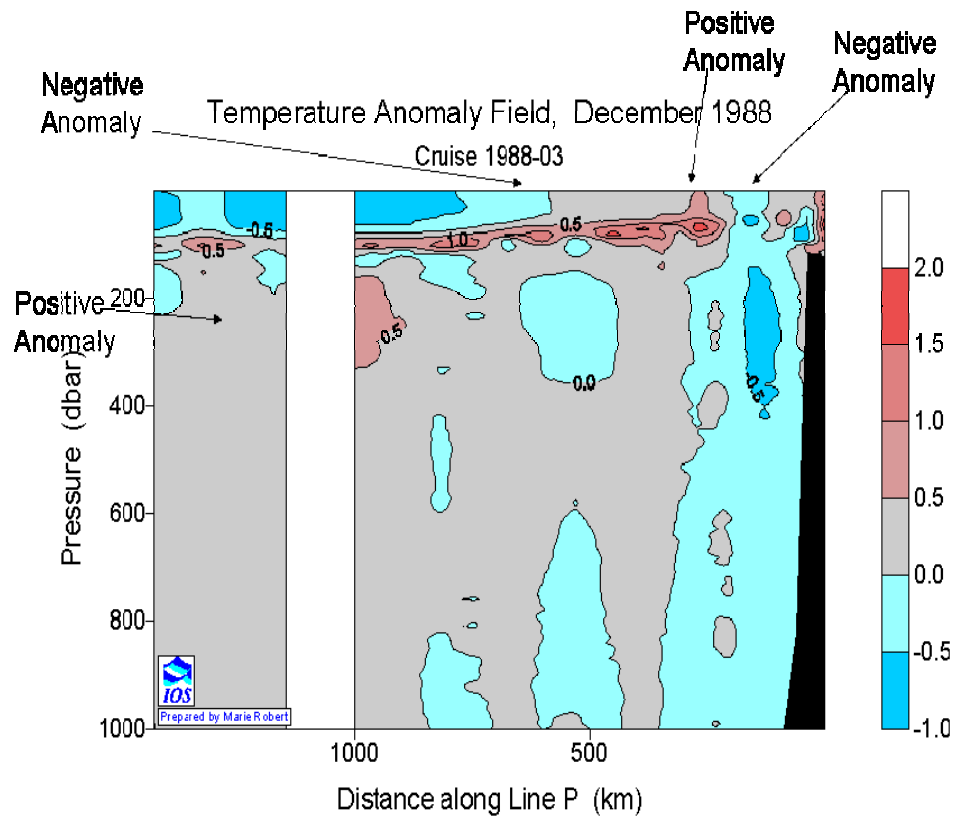 Positive
Anomaly
Negative
Anomaly
Negative
Anomaly
Temperature Anomaly Field, December 1988
Cruise 1988-03
-0.5
0.5
0.5
1.0
Positive
Anomaly
0.5
0.0
-0.5
200
400
600
800
1000
Pressure (dbar)
IOS
Prepared by Marie Robert
1000
500
Distance along Line P (km)
2.0
1.5
1.0
0.5
0.0
-0.5
-1.0